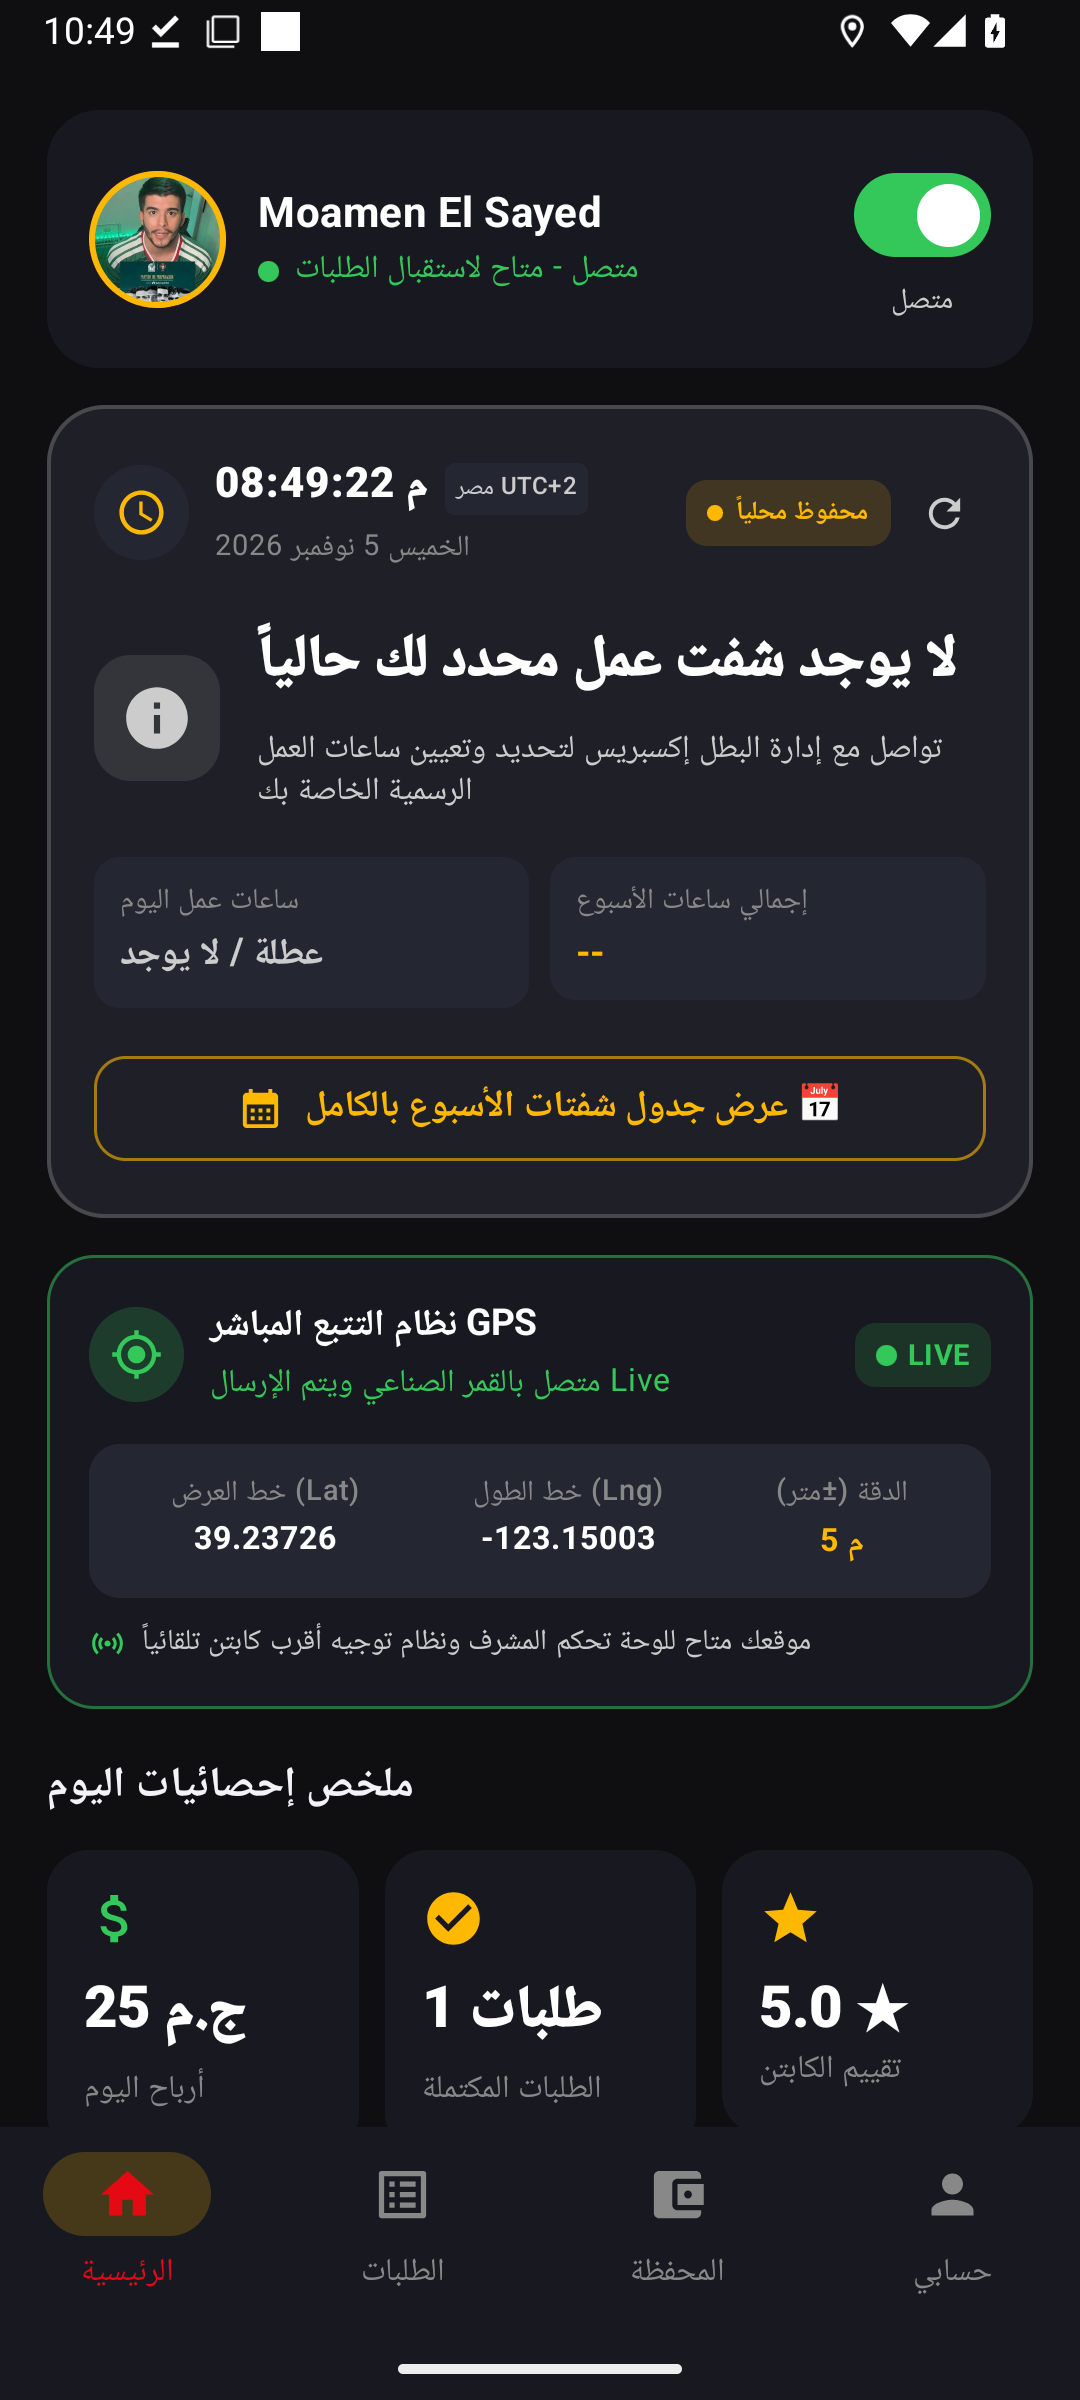 10:49
Moamen El Sayed
متصل - متاح لاستقبال الطلبات
متصل
08:49:22 م
مصر UTC+2
محفوظ محلياً
الخميس 5 نوفمبر 2026
لا يوجد شفت عمل محدد لك حالياً
تواصل مع إدارة البطل إكسبريس لتحديد وتعيين ساعات العمل
الرسمية الخاصة بك
ساعات عمل اليوم
عطلة / لا يوجد
إجمالي ساعات الأسبوع
--
📅 عرض جدول شفتات الأسبوع بالكامل
نظام التتبع المباشر GPS
متصل بالقمر الصناعي ويتم الإرسال Live
LIVE
خط العرض (Lat)
39.23726
خط الطول (Lng)
-123.15003
الدقة (±متر)
5 م
موقعك متاح للوحة تحكم المشرف ونظام توجيه أقرب كابتن تلقائياً
ملخص إحصائيات اليوم
25 ج.م
أرباح اليوم
1 طلبات
الطلبات المكتملة
5.0 ★
تقييم الكابتن
الرئيسية
الطلبات
المحفظة
حسابي